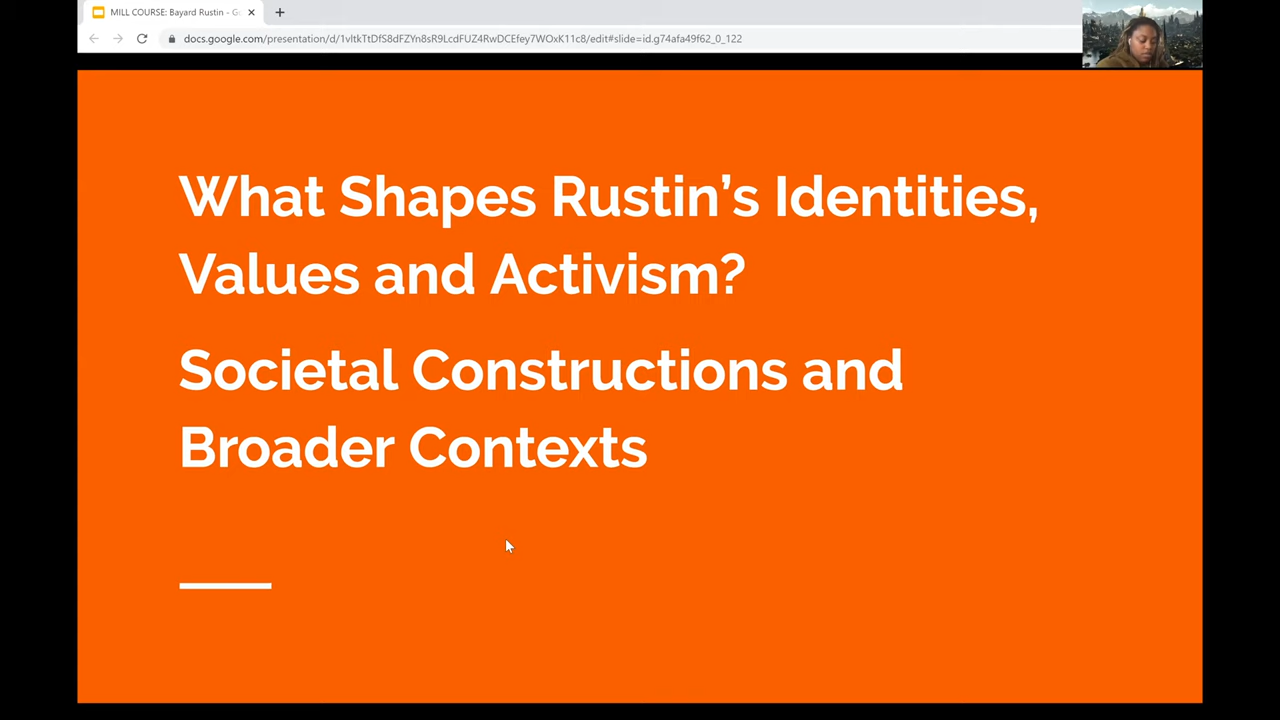 MILL COURSE: Bayard Rustin - Go
docs.google.com/presentation/d/1vltkTtDfS8dFZYn8sR9LcdFUZ4RwDCEfey7WOxK11c8/edit#slide=id.g74afa49f62_0_122
What Shapes Rustin’s Identities,
Values and Activism?
Societal Constructions and
Broader Contexts